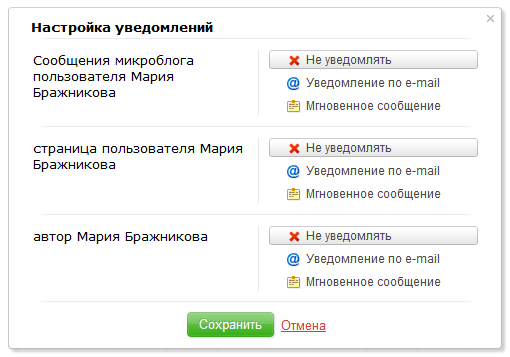 Настройка уведомлений
Сообщения микроблога
пользователя Мария
Бражникова
Не уведомлять
Уведомление по e-mail
Мгновенное сообщение
страница пользователя Мария
Бражникова
Не уведомлять
Уведомление по e-mail
Мгновенное сообщение
автор Мария Бражникова
Не уведомлять
Уведомление по e-mail
Мгновенное сообщение
Сохранить Отмена